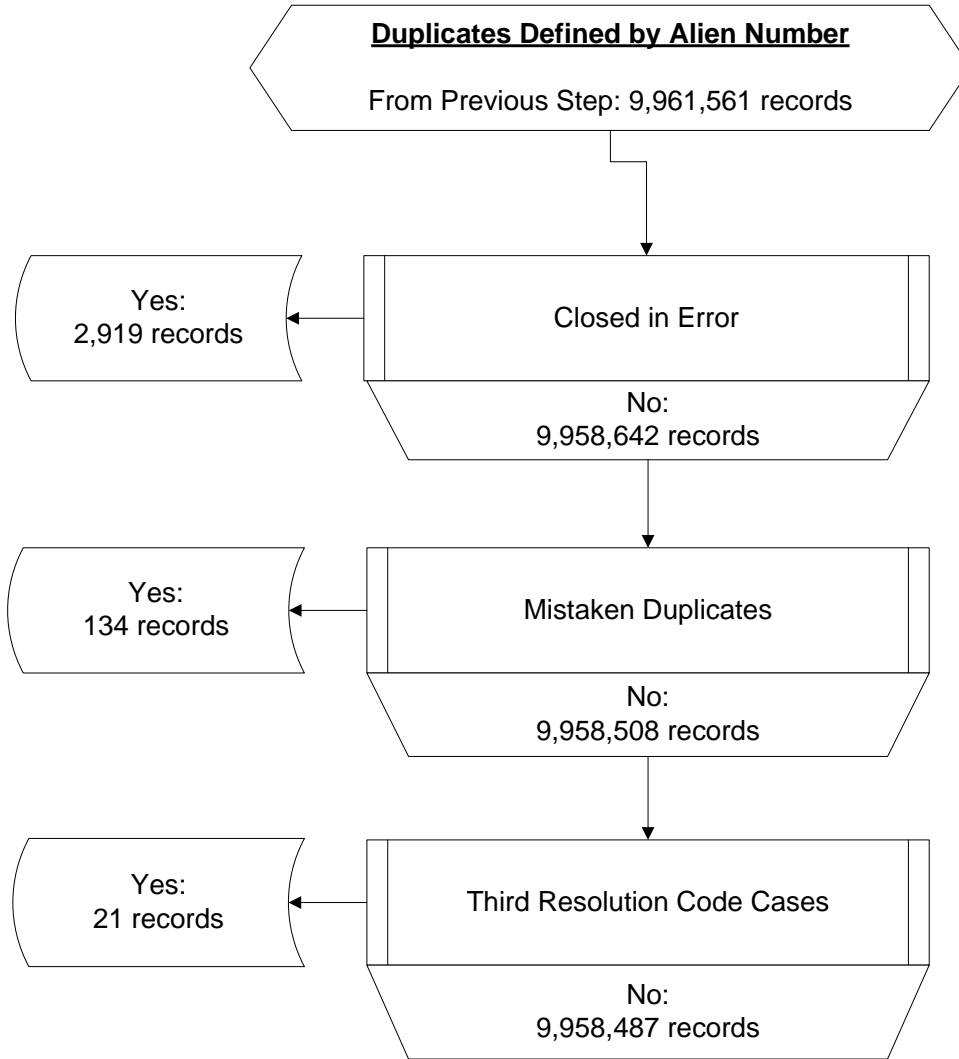 Duplicates Defined by Alien Number
From Previous Step: 9,961,561 records
Yes:
2,919 records
Closed in Error
No:
9,958,642 records
Yes:
134 records
Mistaken Duplicates
No:
9,958,508 records
Yes:
21 records
Third Resolution Code Cases
No:
9,958,487 records